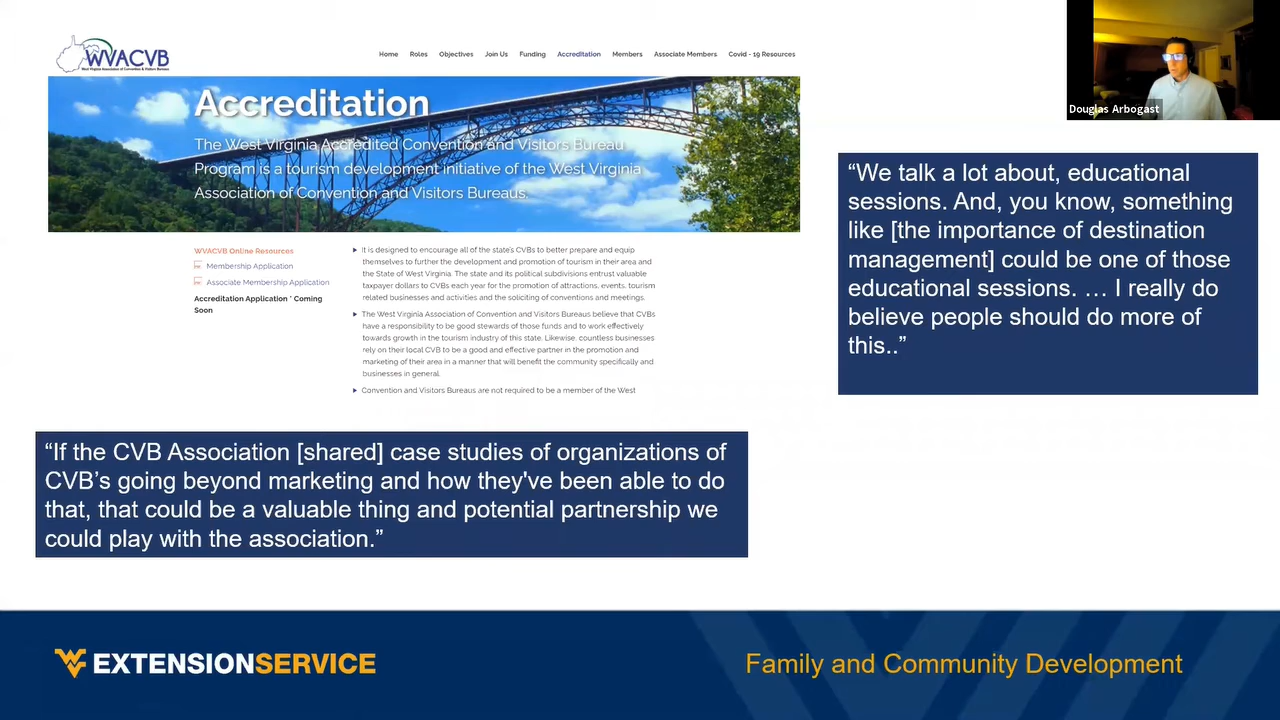 WVACVB
West Virginia Association of Convention & Visitors Bureaus
Home Roles Objectives Join Us Funding Accreditation Members Associate Members Covid - 19 Resources
Accreditation
The West Virginia Accredited Convention and Visitors Bureau
Program is a tourism development initiative of the West Virginia
Association of Convention and Visitors Bureaus.
Douglas Arbogast
“We talk a lot about, educational
sessions. And, you know, something
like [the importance of destination
management] could be one of those
educational sessions. … I really do
believe people should do more of
this..”
WVACVB Online Resources
Membership Application
Associate Membership Application
Accreditation Application * Coming
Soon
It is designed to encourage all of the state's CVBs to better prepare and equip
themselves to further the development and promotion of tourism in their area and
the State of West Virginia. The state and its political subdivisions entrust valuable
taxpayer dollars to CVBs each year for the promotion of attractions, events, tourism
related businesses and activities and the soliciting of conventions and meetings.
The West Virginia Association of Convention and Visitors Bureaus believe that CVBs
have a responsibility to be good stewards of those funds and to work effectively
towards growth in the tourism industry of this state. Likewise, countless businesses
rely on their local CVB to be a good and effective partner in the promotion and
marketing of their area in a manner that will benefit the community specifically and
businesses in general.
Convention and Visitors Bureaus are not required to be a member of the West
“If the CVB Association [shared] case studies of organizations of
CVB’s going beyond marketing and how they've been able to do
that, that could be a valuable thing and potential partnership we
could play with the association.”
WV EXTENSIONSERVICE
Family and Community Development